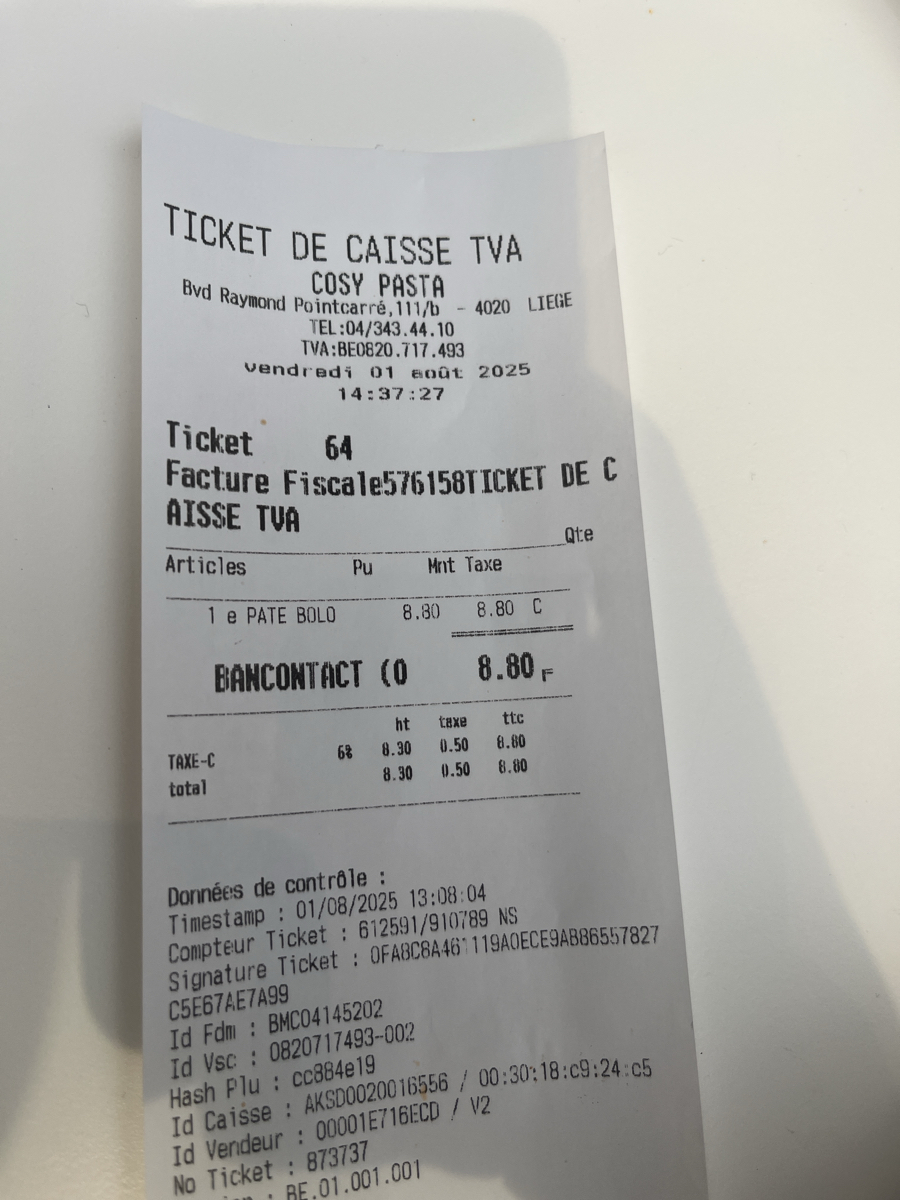 TICKET DE CAISSE TVA
COSY PASTA
Bvd Raymond Pointcarré,111/b - 4020 LIEGE
TEL:04/343.44.10
TVA:BE0820.717.493
vendredi 01 août 2025
14:37:27
Ticket 64
Facture Fiscale576158TICKET DE C
AISSE TVA
Qte
Articles Pu Mnt Taxe
1 e PATE BOLO 8.80 8.80 C
BANCONTACT (0 8.80 F
ht taxe ttc
TAXE-C 6% 8.30 0.50 8.80
total 8.30 0.50 8.80
Données de contrôle :
Timestamp : 01/08/2025 13:08:04
Compteur Ticket : 612591/910789 NS
Signature Ticket : 0FA8C8A461119A0ECE9AB86557827
C5E67AE7A99
Id Fdm : BMC04145202
Id Vsc : 0820717493-002
Hash Plu : cc884e19
Id Caisse : AKSD0020016556 / 00:30:18:c9:24:c5
Id Vendeur : 00001E716ECD / V2
No Ticket : 873737
: BE.01.001.001